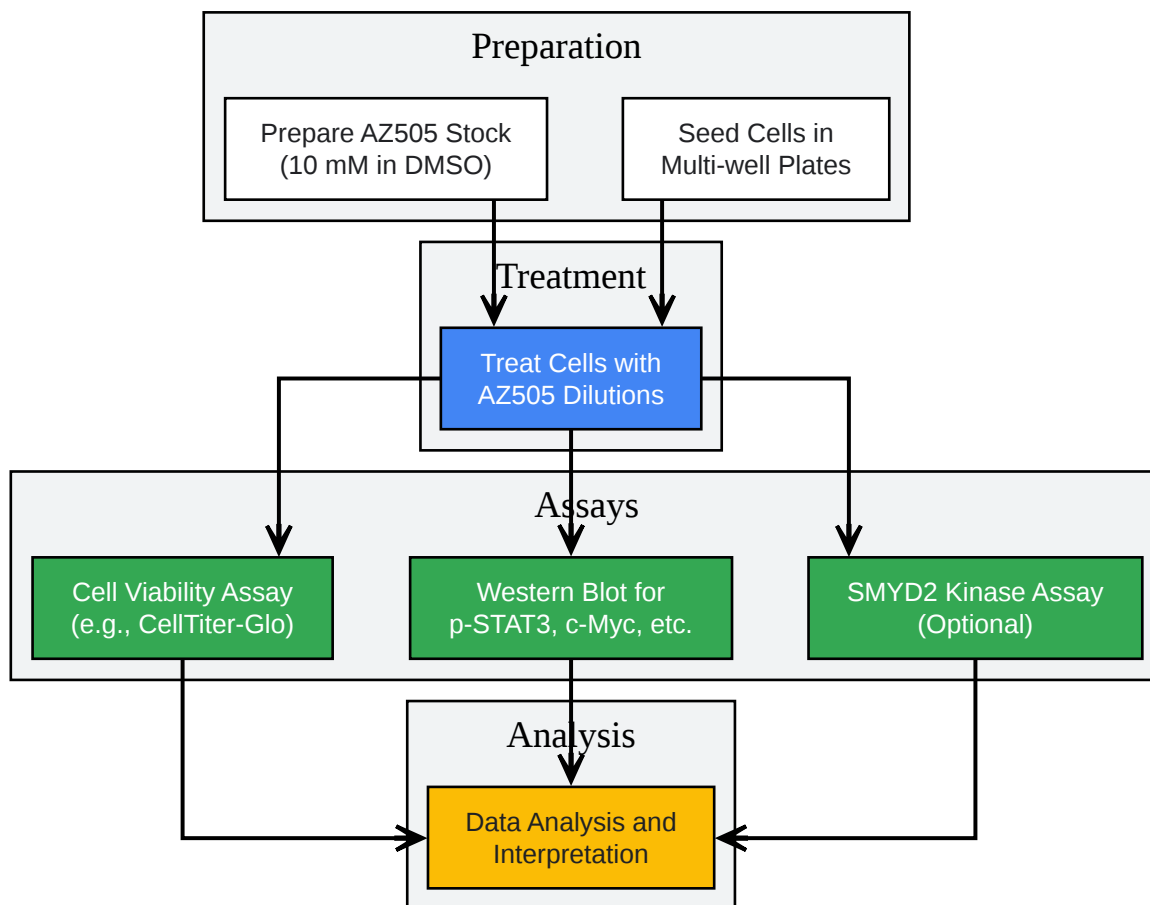 Preparation
Prepare AZ505 Stock
(10 mM in DMSO)
Seed Cells in
Multi-well Plates
Treatment
Treat Cells with
AZ505 Dilutions
Assays
Cell Viability Assay
(e.g., CellTiter-Glo)
Western Blot for
p-STAT3, c-Myc, etc.
SMYD2 Kinase Assay
(Optional)
Analysis
Data Analysis and
Interpretation